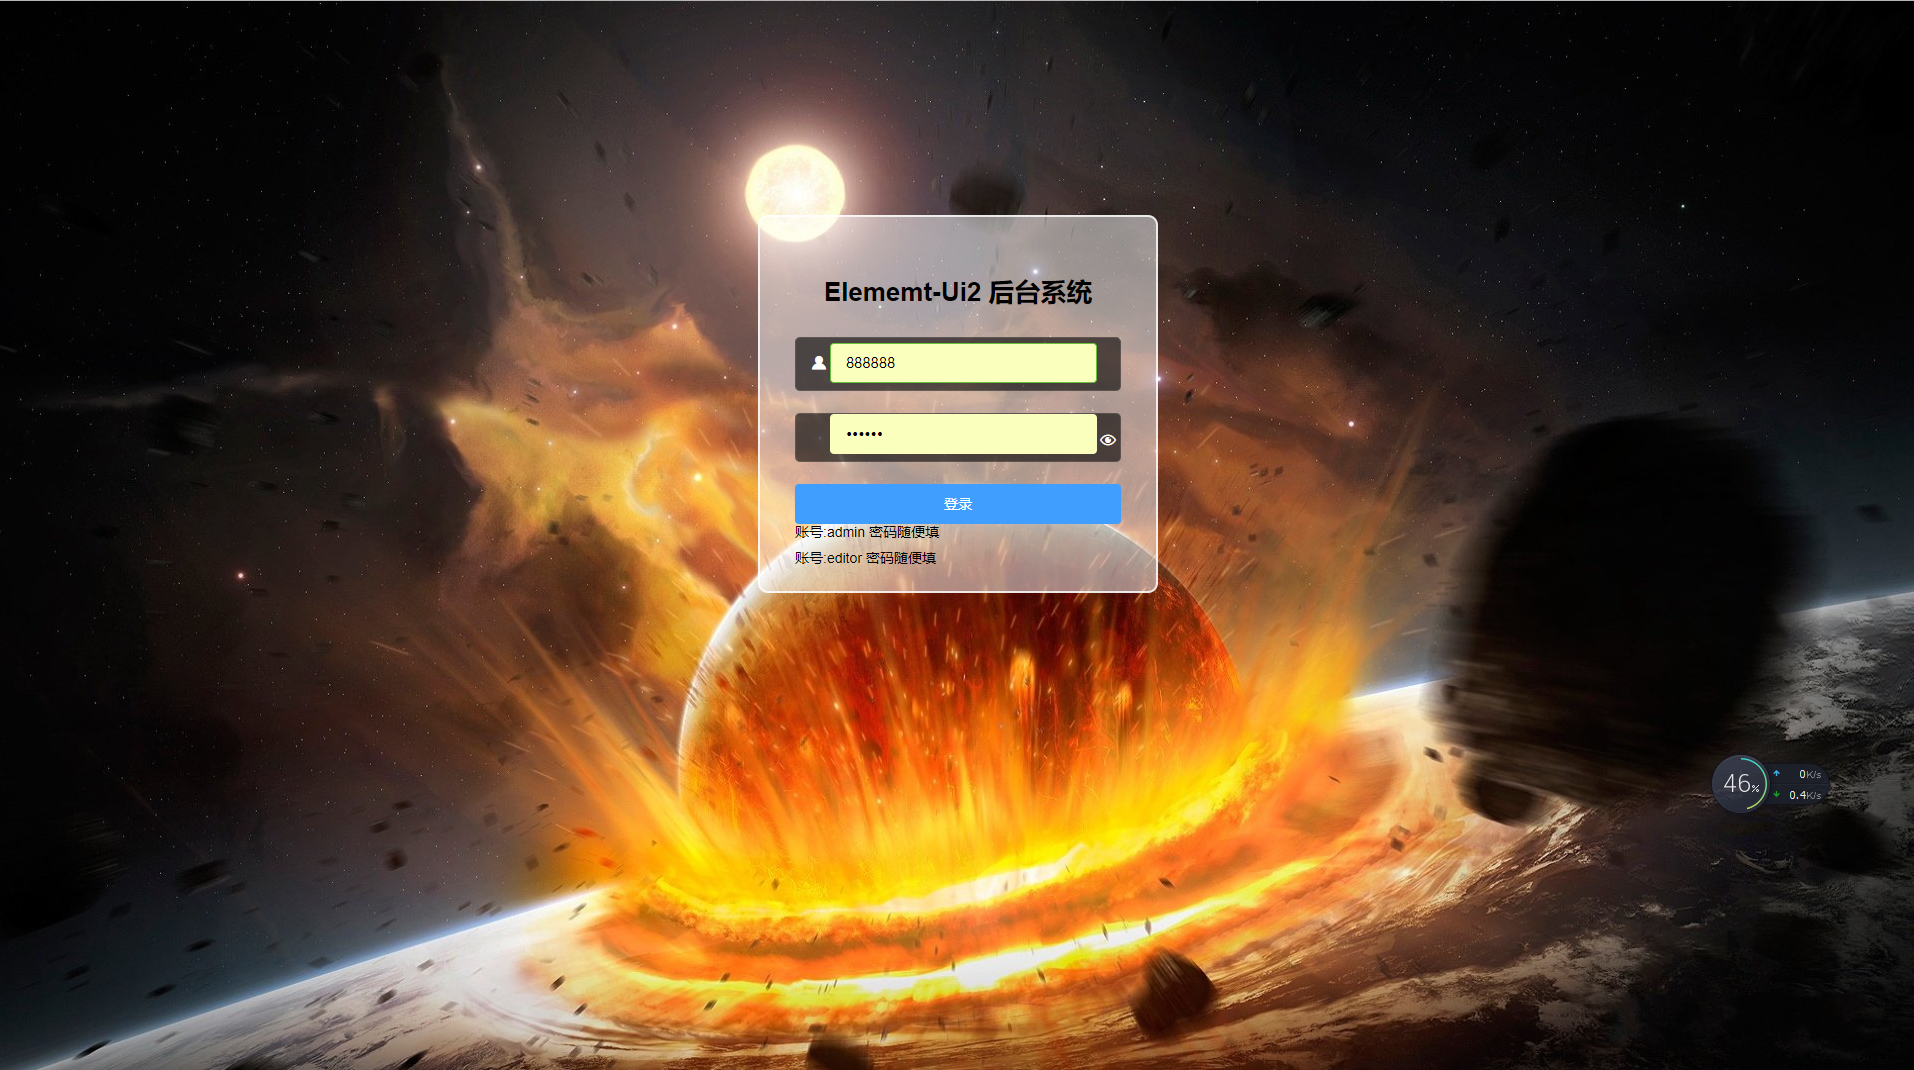 Elememt-Ui2 后台系统
888888
••••••
登录
账号:admin 密码随便填
账号:editor 密码随便填
46%
0K/s
0.4K/s